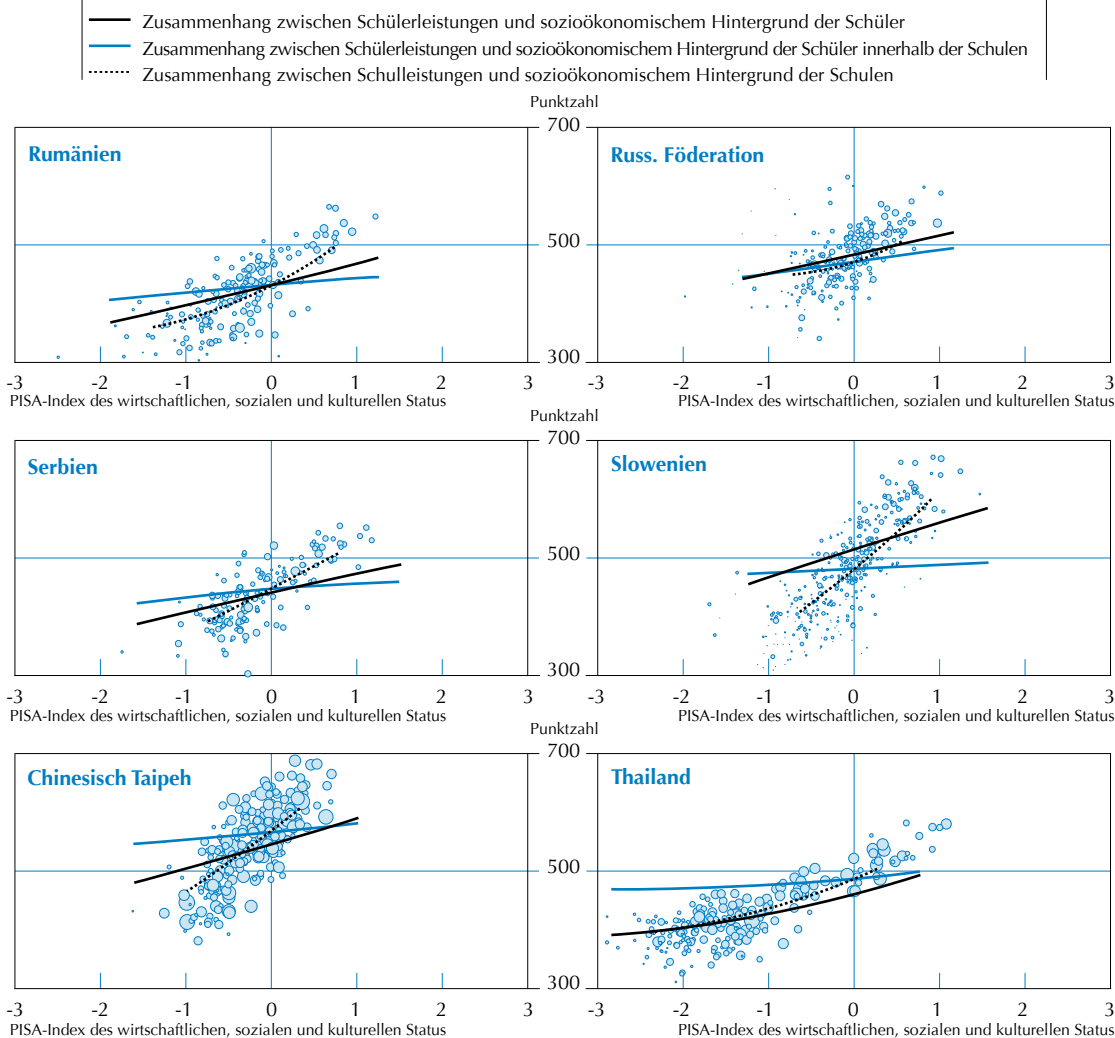 Zusammenhang zwischen Schülerleistungen und sozioökonomischem Hintergrund der Schüler
Zusammenhang zwischen Schülerleistungen und sozioökonomischem Hintergrund der Schüler innerhalb der Schulen
Zusammenhang zwischen Schulleistungen und sozioökonomischem Hintergrund der Schulen
Punktzahl
700
Rumänien
Russ. Föderation
500
300
-3 -2 -1 0 1 2 3
-3 -2 -1 0 1 2 3
PISA-Index des wirtschaftlichen, sozialen und kulturellen Status
PISA-Index des wirtschaftlichen, sozialen und kulturellen Status
Punktzahl
700
Serbien
Slowenien
500
300
-3 -2 -1 0 1 2 3
-3 -2 -1 0 1 2 3
PISA-Index des wirtschaftlichen, sozialen und kulturellen Status
PISA-Index des wirtschaftlichen, sozialen und kulturellen Status
Punktzahl
700
Chinesisch Taipeh
Thailand
500
300
-3 -2 -1 0 1 2 3
-3 -2 -1 0 1 2 3
PISA-Index des wirtschaftlichen, sozialen und kulturellen Status
PISA-Index des wirtschaftlichen, sozialen und kulturellen Status